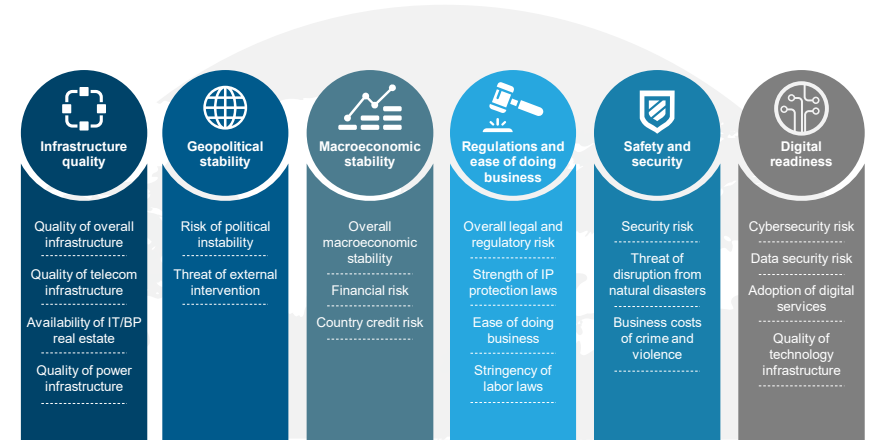 Infrastructure
quality
Quality of overall
infrastructure
Quality of telecom
infrastructure
Availability of IT/BP
real estate
Quality of power
infrastructure
Geopolitical
stability
Risk of political
instability
Threat of external
intervention
Macroeconomic
stability
Overall
macroeconomic
stability
Financial risk
Country credit risk
Regulations and
ease of doing
business
Overall legal and
regulatory risk
Strength of IP
protection laws
Ease of doing
business
Stringency of
labor laws
Safety and
security
Security risk
Threat of
disruption from
natural disasters
Business costs
of crime and
violence
Digital
readiness
Cybersecurity risk
Data security risk
Adoption of digital
services
Quality of
technology
infrastructure